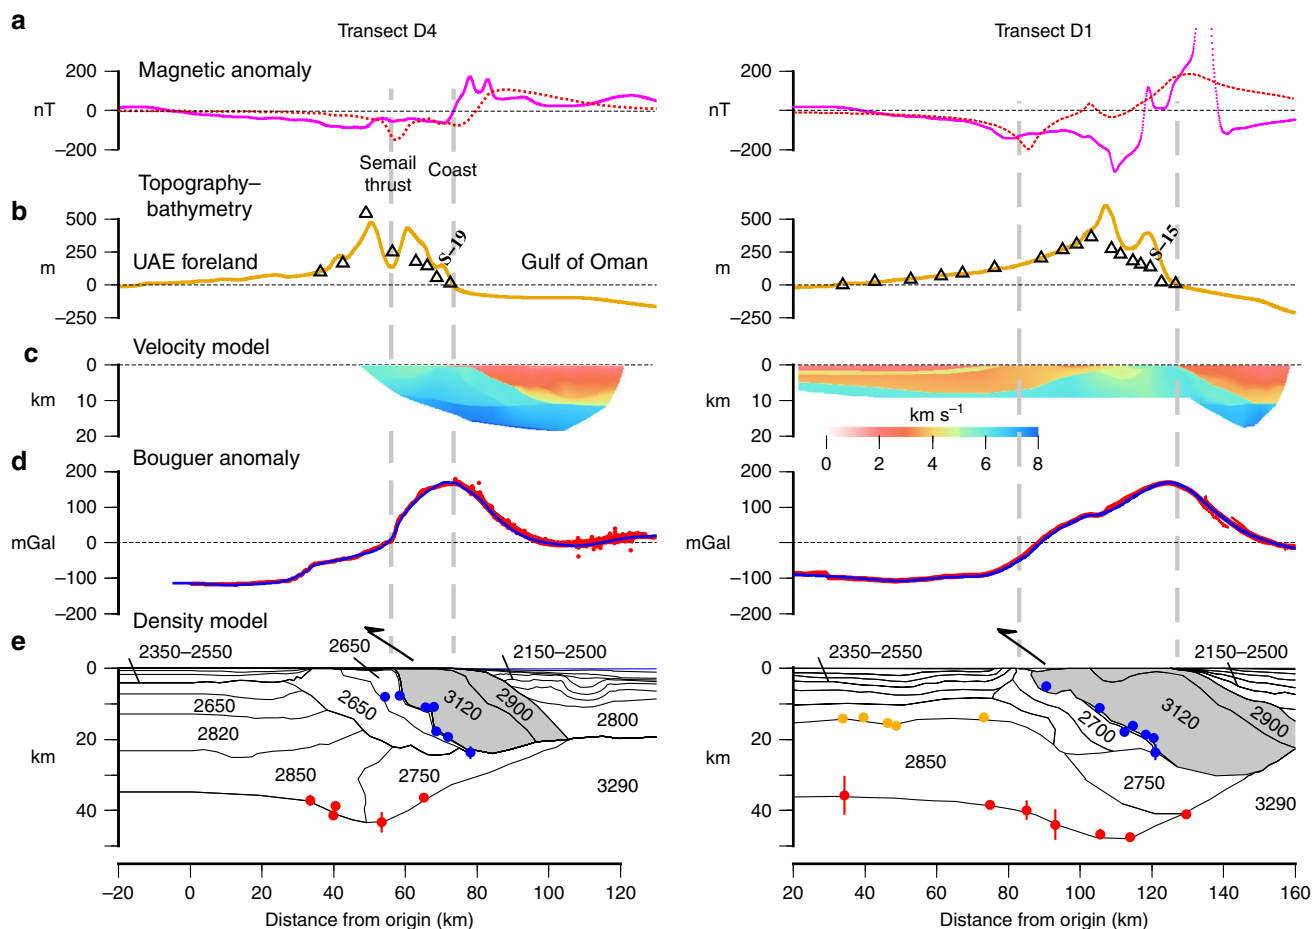 a
Transect D4
Transect D1
Magnetic anomaly
200
nT
0
−200
200
nT
0
−200
Semail
thrust
Coast
Topography–
bathymetry
b
500
250
m
0
−250
UAE foreland
S–19
Gulf of Oman
500
250
m
0
−250
S–15
c
Velocity model
0
km
10
20
0
km
10
20
km s−1
0 2 4 6 8
d
Bouguer anomaly
200
100
mGal
0
−100
−200
200
100
mGal
0
−100
−200
e
Density model
2350–2550
2650
2150–2500
0
20
km
40
2650
2820
2850
2650
2750
3120
2900
2800
3290
2350–2550
2150–2500
0
20
km
40
2850
2700
2750
3120
2900
3290
−20 0 20 40 60 80 100 120
Distance from origin (km)
20 40 60 80 100 120 140 160
Distance from origin (km)